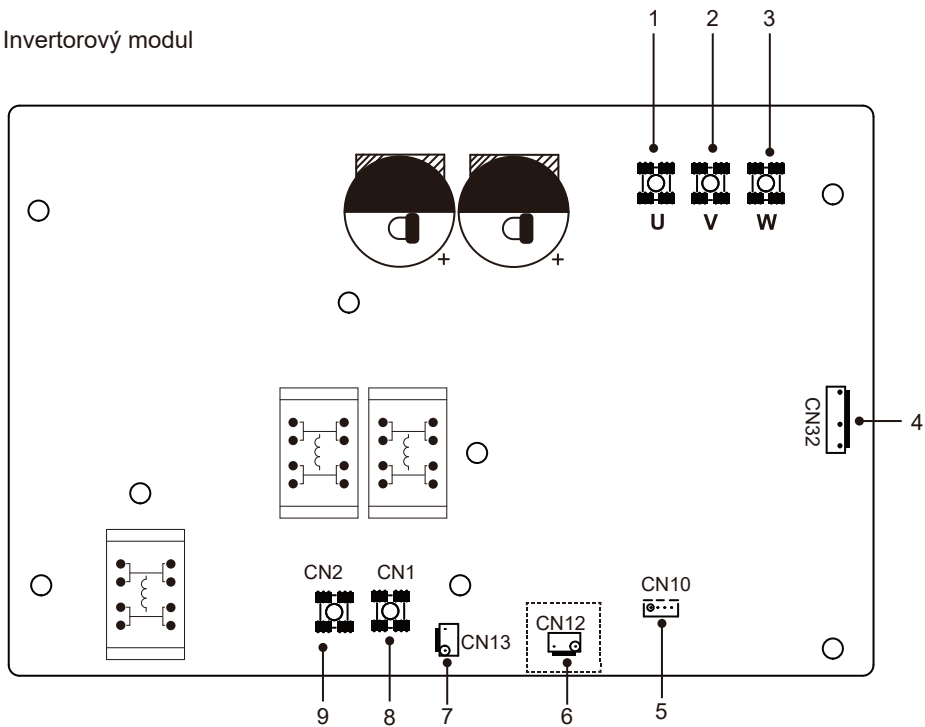 1 2 3
Invertorový modul
U V W
+ +
CN32
4
CN2 CN1
CN10
CN13
CN12
9 8 7 6 5